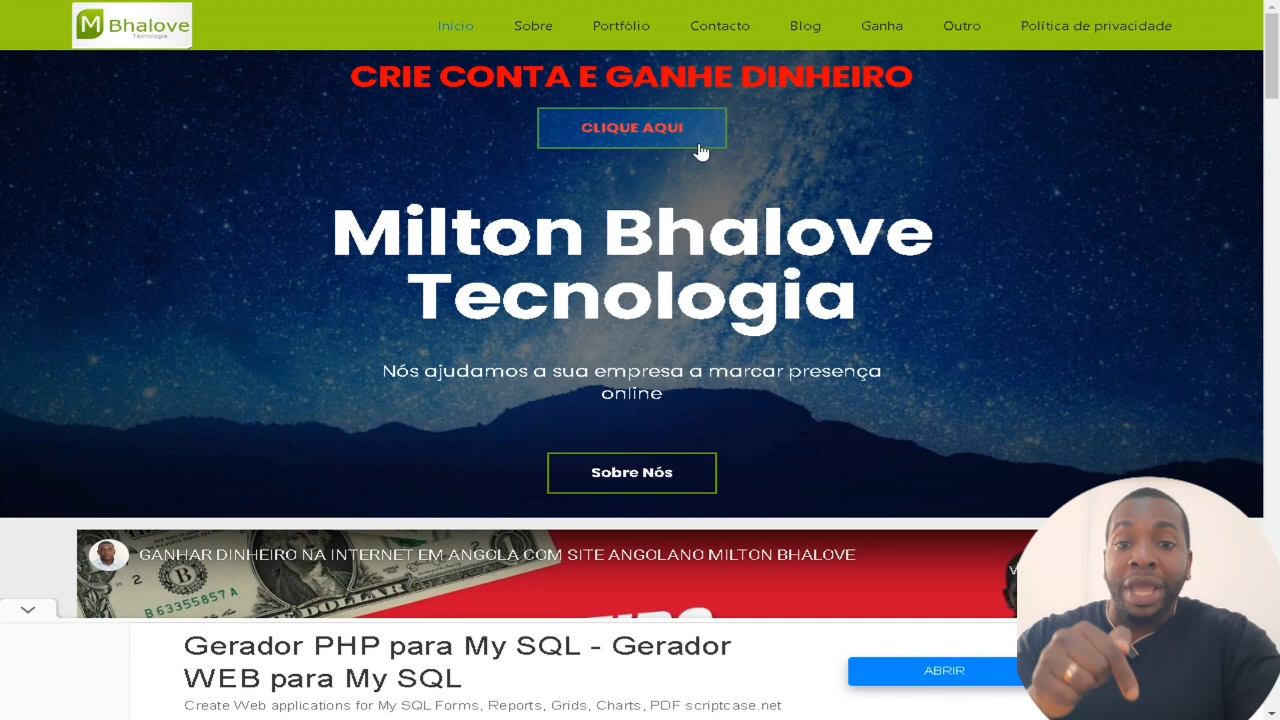 M Bhalove
Tecnologia
Início Sobre Portfólio Contacto Blog Ganha Outro Política de privacidade
CRIE CONTA E GANHE DINHEIRO
CLIQUE AQUI
Milton Bhalove
Tecnologia
Nós ajudamos a sua empresa a marcar presença
online
Sobre Nós
GANHAR DINHEIRO NA INTERNET EM ANGOLA COM SITE ANGOLANO MILTON BHALOVE
2 B
B 63355857 A
DOLLAR
Gerador PHP para My SQL - Gerador
WEB para My SQL
ABRIR
Create Web applications for My SQL Forms, Reports, Grids, Charts, PDF scriptcase.net